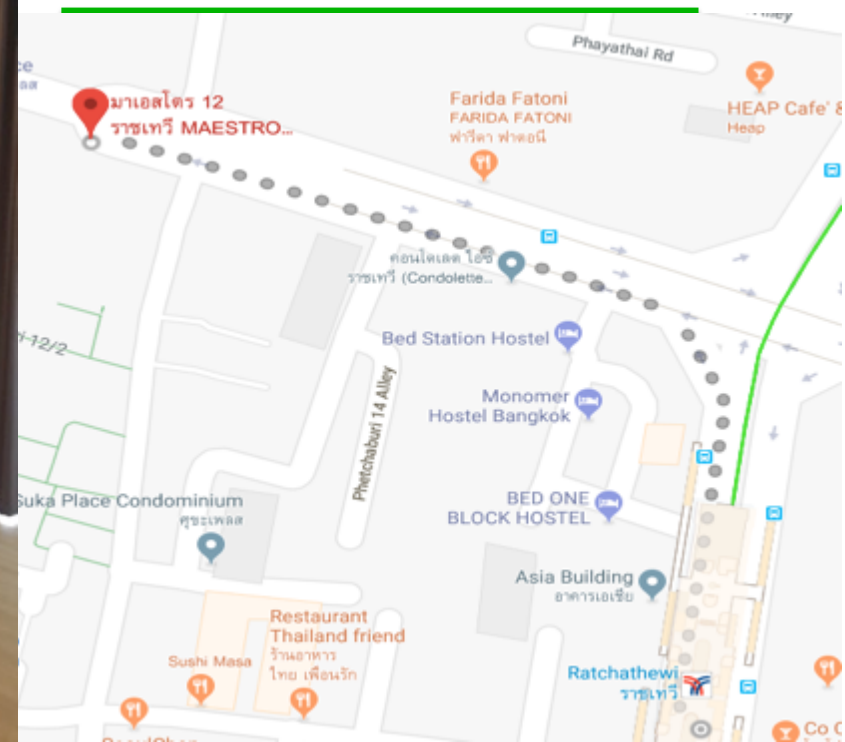 Alley
Phayathai Rd
ce
Farida Fatoni
FARIDA FATONI
ฟารีดา ฟาตอนี
HEAP Cafe' &
Heap
มาเอสโตร 12
ราชเทวี MAESTRO...
คอนโดเลต ไอซ์
ราชเทวี (Condolette...
ri-12/2
Bed Station Hostel
Monomer
Hostel Bangkok
Phetchaburi 14 Alley
Suka Place Condominium
ศุขะเพลส
BED ONE
BLOCK HOSTEL
Asia Building
อาคารเอเชีย
Restaurant
Thailand friend
ร้านอาหาร
ไทย เพื่อนรัก
Sushi Masa
Ratchathewi
ราชเทวี
Co C